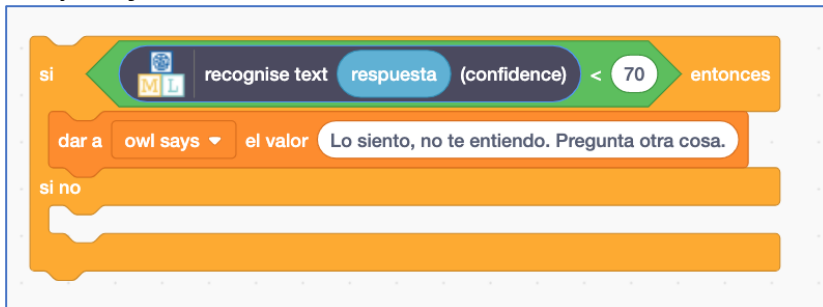 si ML recognise text respuesta (confidence) < 70 entonces
dar a owl says el valor Lo siento, no te entiendo. Pregunta otra cosa.
si no